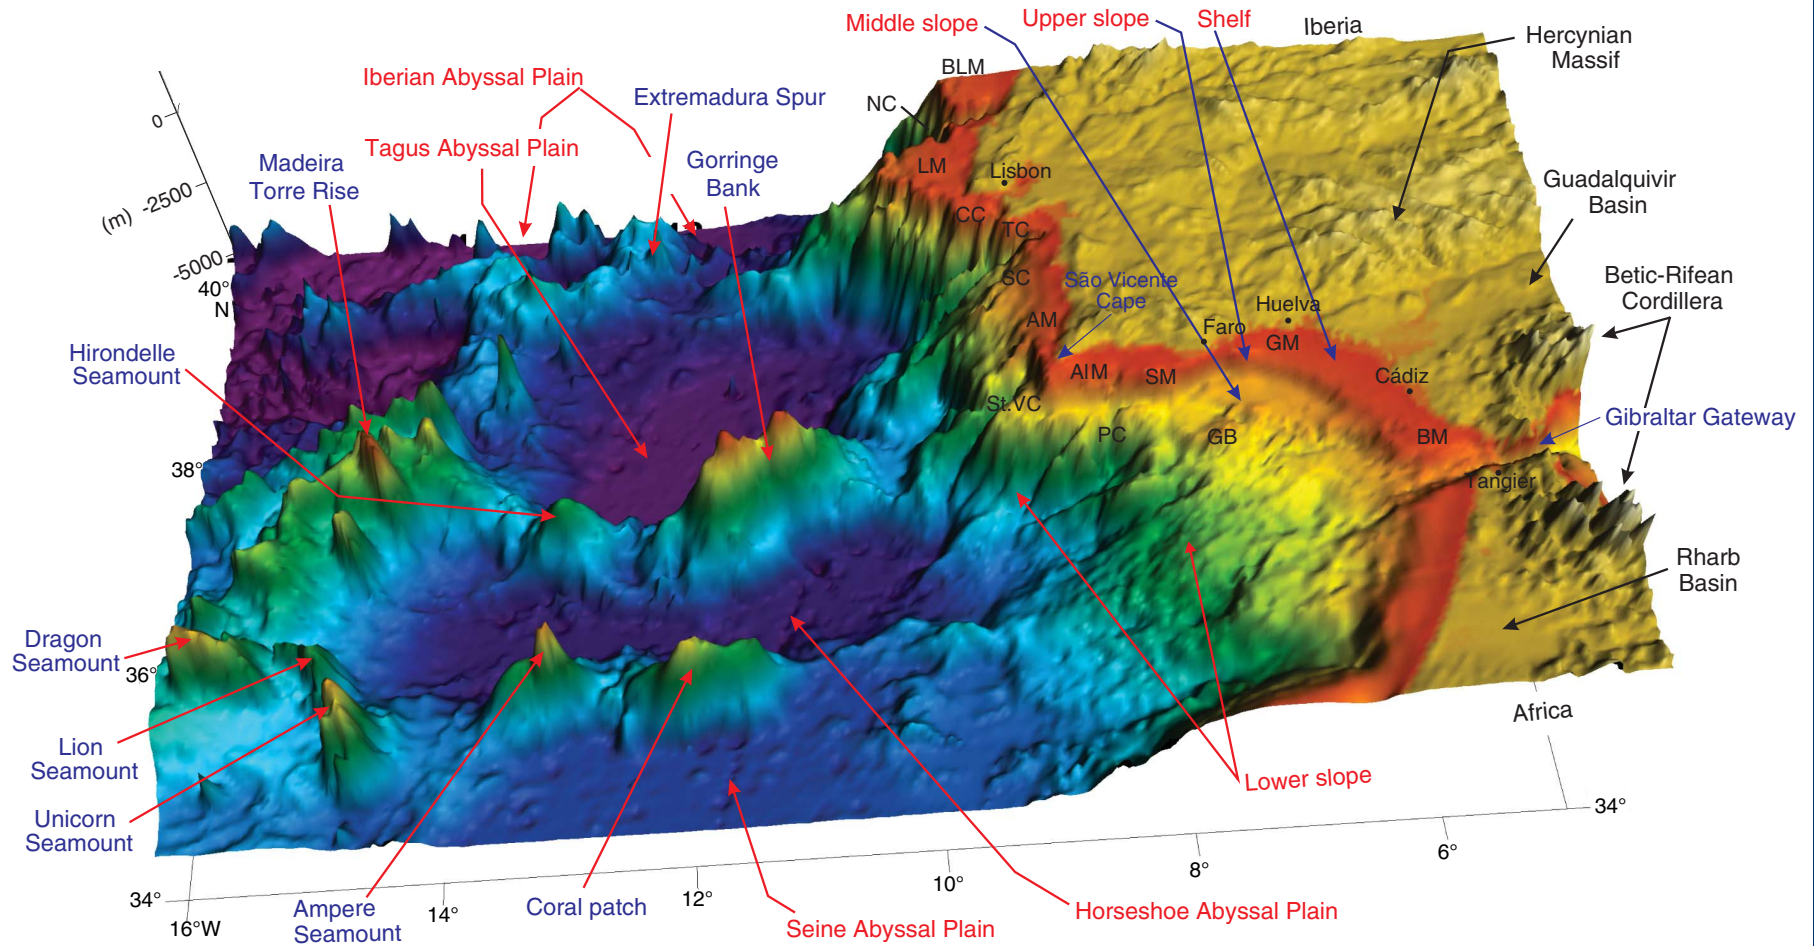 Middle slope
Upper slope
Shelf
Iberia
Hercynian
Massif
Iberian Abyssal Plain
Extremadura Spur
BLM
NC
0
Tagus Abyssal Plain
Madeira
Torre Rise
Gorringe
Bank
LM
Lisbon
Guadalquivir
Basin
(m)
-2500
CC
TC
-5000
40°
N
SC
São Vicente
Cape
Betic-Rifean
Cordillera
AM
Huelva
Faro
GM
Hirondelle
Seamount
AlM
SM
Cádiz
St.VC
PC
GB
BM
Gibraltar Gateway
38°
Tangier
Rharb
Basin
Dragon
Seamount
36°
Africa
Lion
Seamount
Lower slope
Unicorn
Seamount
34°
6°
8°
10°
12°
14°
34°
16°W
Ampere
Seamount
Coral patch
Seine Abyssal Plain
Horseshoe Abyssal Plain